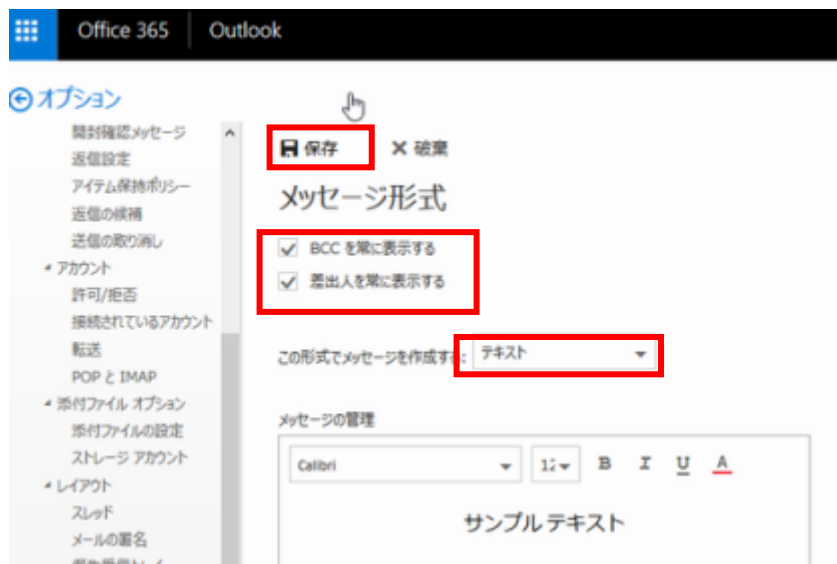 Office 365 Outlook
オプション
開封確認メッセージ
返信設定
アイテム保持ポリシー
返信の候補
送信の取り消し
アカウント
許可/拒否
接続されているアカウント
転送
POP と IMAP
添付ファイル オプション
添付ファイルの設定
ストレージ アカウント
レイアウト
スレッド
メールの署名
保存 破棄
メッセージ形式
BCC を常に表示する
差出人を常に表示する
この形式でメッセージを作成す: テキスト
メッセージの管理
Calibri B I U A
サンプル テキスト